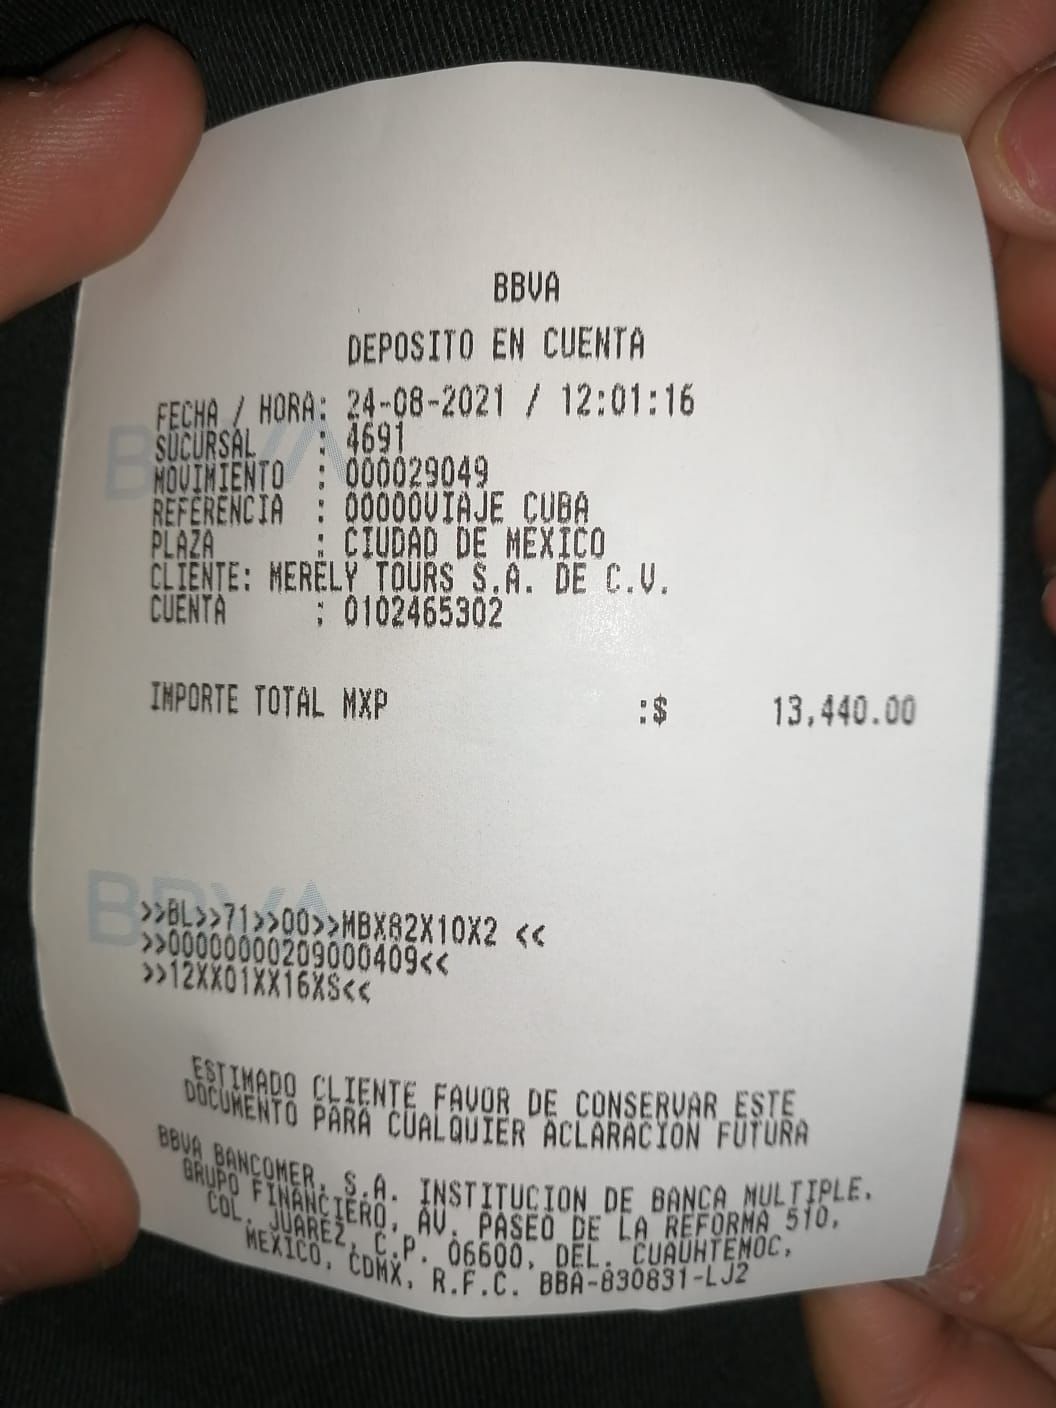 BBVA
DEPOSITO EN CUENTA
FECHA / HORA: 24-08-2021 / 12:01:16
SUCURSAL : 4691
MOVIMIENTO : 000029049
REFERENCIA : 00000VIAJE CUBA
PLAZA : CIUDAD DE MEXICO
CLIENTE: MERELY TOURS S.A. DE C.V.
CUENTA : 0102465302
IMPORTE TOTAL MXP :$ 13,440.00
BBVA
>>BL>>71>>00>>MBX82X10X2 <<
>>00000000209000409<<
>>12XX01XX16XS<<
ESTIMADO CLIENTE FAVOR DE CONSERVAR ESTE
DOCUMENTO PARA CUALQUIER ACLARACION FUTURA
BBVA BANCOMER, S.A. INSTITUCION DE BANCA MULTIPLE,
GRUPO FINANCIERO, AV. PASEO DE LA REFORMA 510,
COL. JUAREZ, C.P. 06600, DEL. CUAUHTEMOC,
MEXICO, CDMX, R.F.C. BBA-830831-LJ2